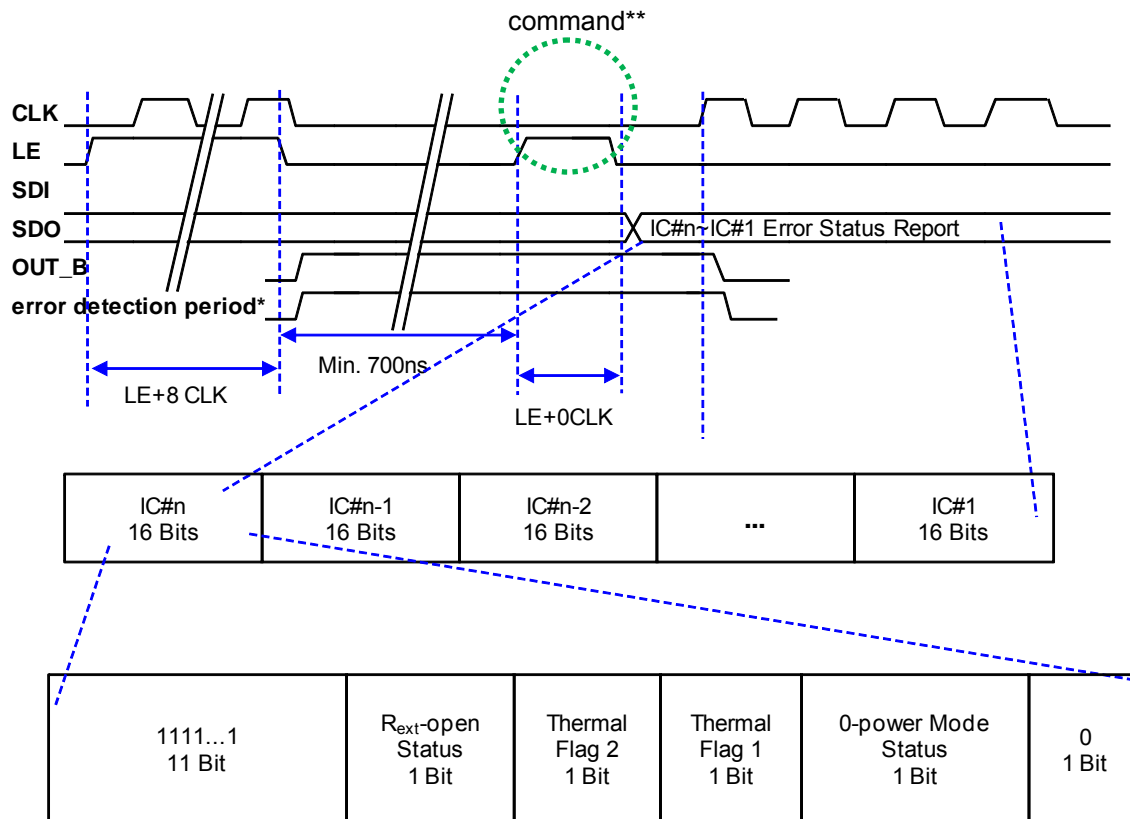 command**
CLK
LE
SDI
SDO
IC#n~IC#1 Error Status Report
OUT_B
error detection period*
Min. 700ns
LE+8 CLK
LE+0CLK
IC#n
16 Bits
IC#n-1
16 Bits
IC#n-2
16 Bits
...
IC#1
16 Bits
1111...1
11 Bit
Rext-open
Status
1 Bit
Thermal
Flag 2
1 Bit
Thermal
Flag 1
1 Bit
0-power Mode
Status
1 Bit
0
1 Bit